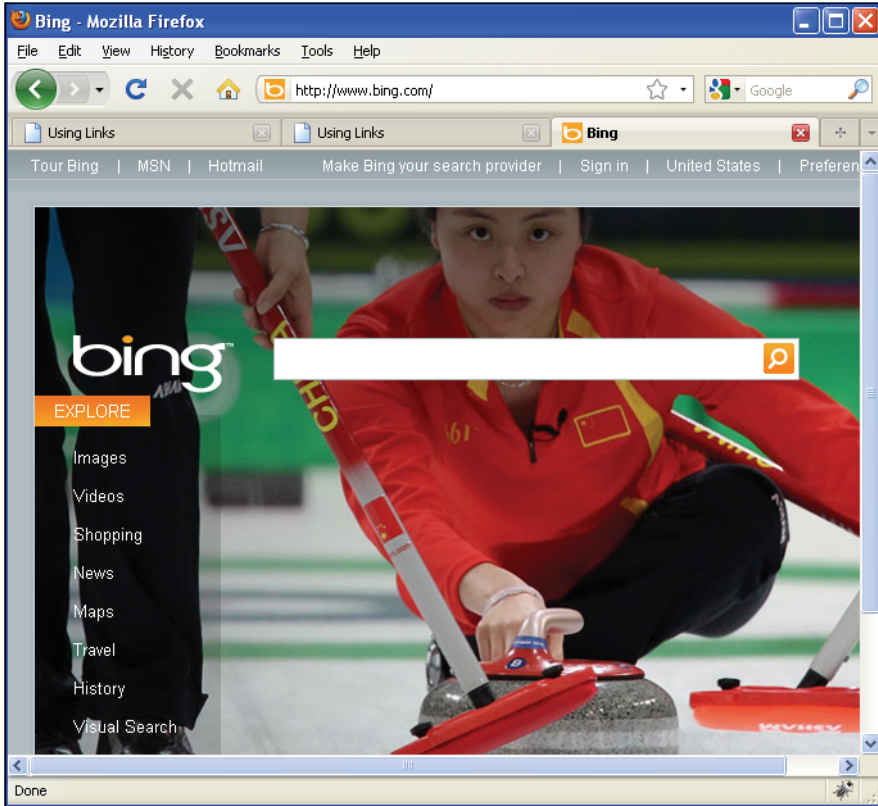 Bing - Mozilla Firefox
File Edit View History Bookmarks Tools Help
http://www.bing.com/ Google
Using Links Using Links Bing
Tour Bing | MSN | Hotmail Make Bing your search provider | Sign in | United States | Preferen
bing™
EXPLORE
Images
Videos
Shopping
News
Maps
Travel
History
Visual Search
Done